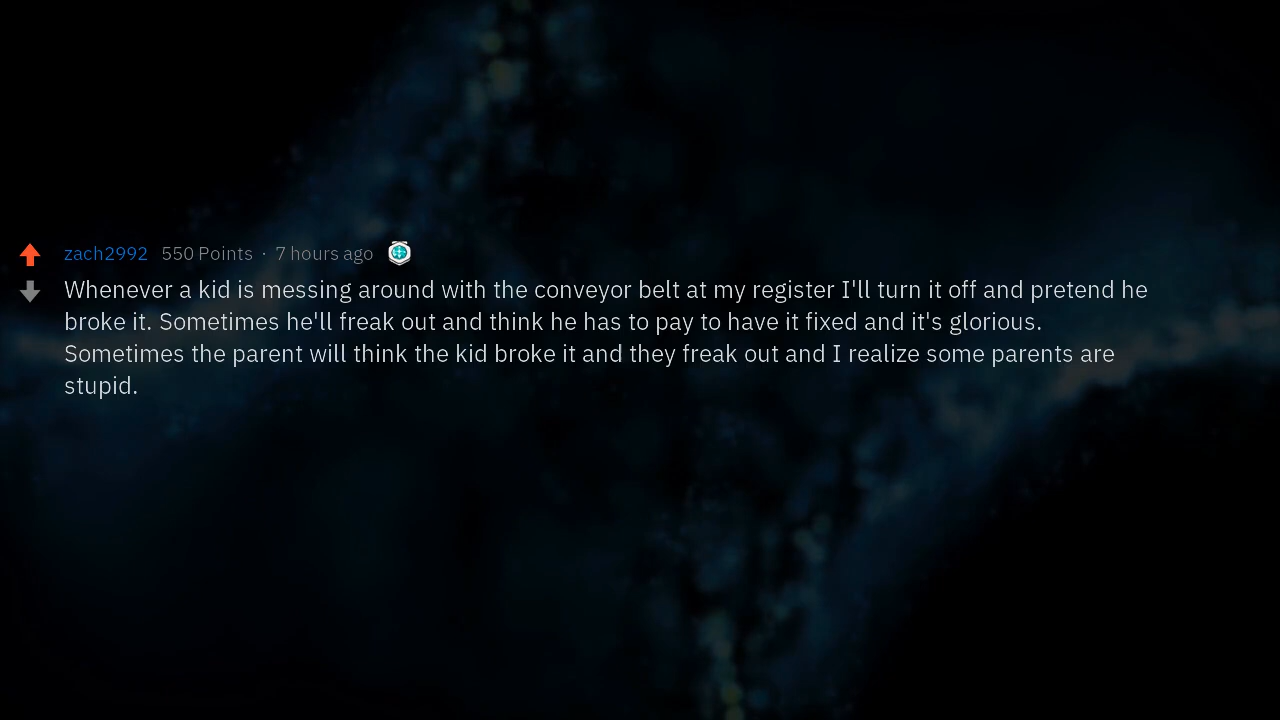 zach2992 550 Points · 7 hours ago
Whenever a kid is messing around with the conveyor belt at my register I'll turn it off and pretend he
broke it. Sometimes he'll freak out and think he has to pay to have it fixed and it's glorious.
Sometimes the parent will think the kid broke it and they freak out and I realize some parents are
stupid.